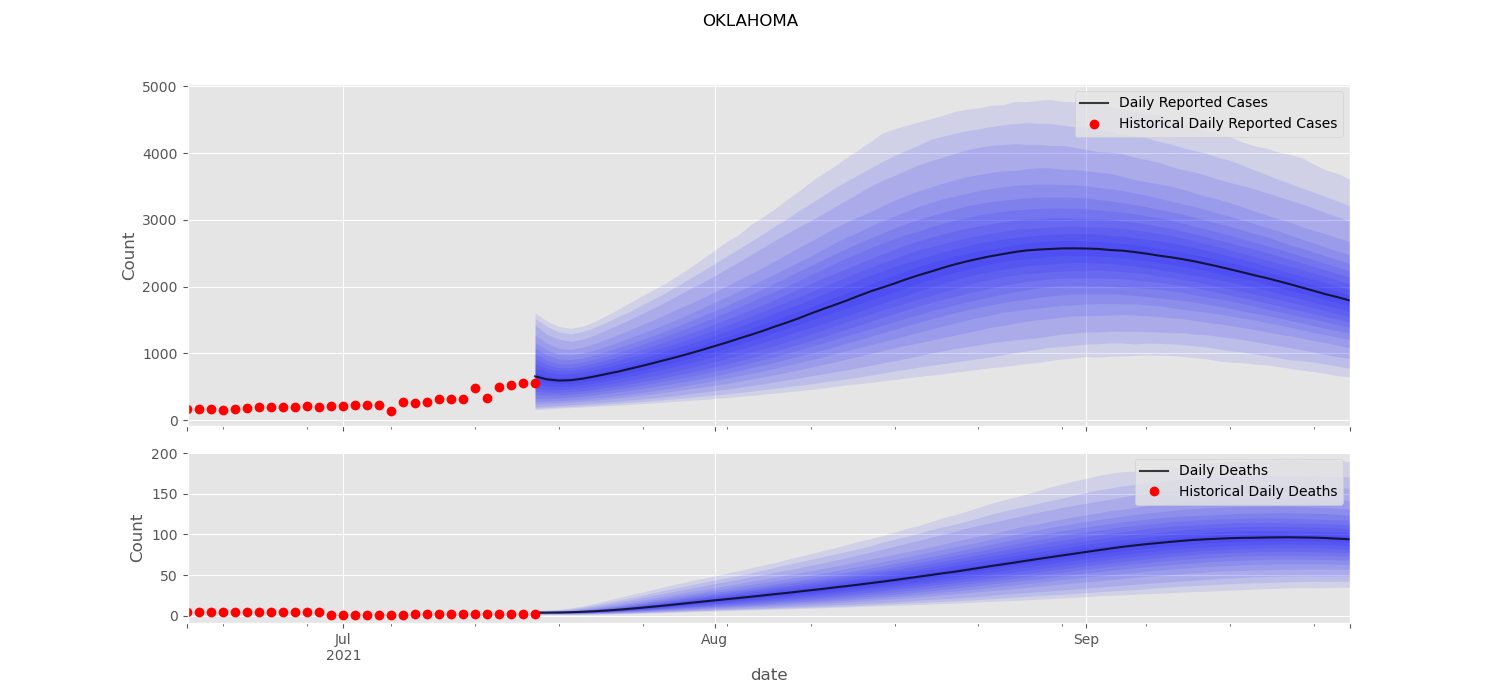 OKLAHOMA
5000
4000
3000
2000
1000
0
Count
Daily Reported Cases
Historical Daily Reported Cases
200
150
100
50
0
Count
Daily Deaths
Historical Daily Deaths
Jul
2021
Aug
Sep
date